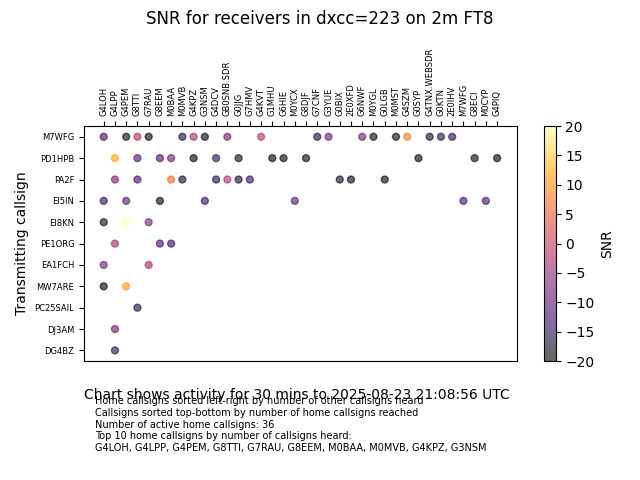 SNR for receivers in dxcc=223 on 2m FT8
G4LOH G4LPP G4PEM G8TTI G7RAU G8EEM M0BAA M0MVB G4KPZ G3NSM G4DCV GB0SNB.SDR G0JJG G7HMV G4KVT G1MHU G6HIE M0YCX G8DJF G7CNF G3YUE G0BIX 2E0XFD G6NWF M0YGL G0LGB M0MST G4SZM G0SYP G4TNX.WEBSDR G0KTN 2E0IHV M7WFG G8ECI M0CYP G4PIQ
Transmitting callsign
M7WFG
PD1HPB
PA2F
EI5IN
EI8KN
PE1ORG
EA1FCH
MW7ARE
PC25SAIL
DJ3AM
DG4BZ
20
15
10
5
0
−5
−10
−15
−20
SNR
Chart shows activity for 30 mins to 2025-08-23 21:08:56 UTC
Home callsigns sorted left-right by number of other callsigns heard
Callsigns sorted top-bottom by number of home callsigns reached
Number of active home callsigns: 36
Top 10 home callsigns by number of callsigns heard:
G4LOH, G4LPP, G4PEM, G8TTI, G7RAU, G8EEM, M0BAA, M0MVB, G4KPZ, G3NSM